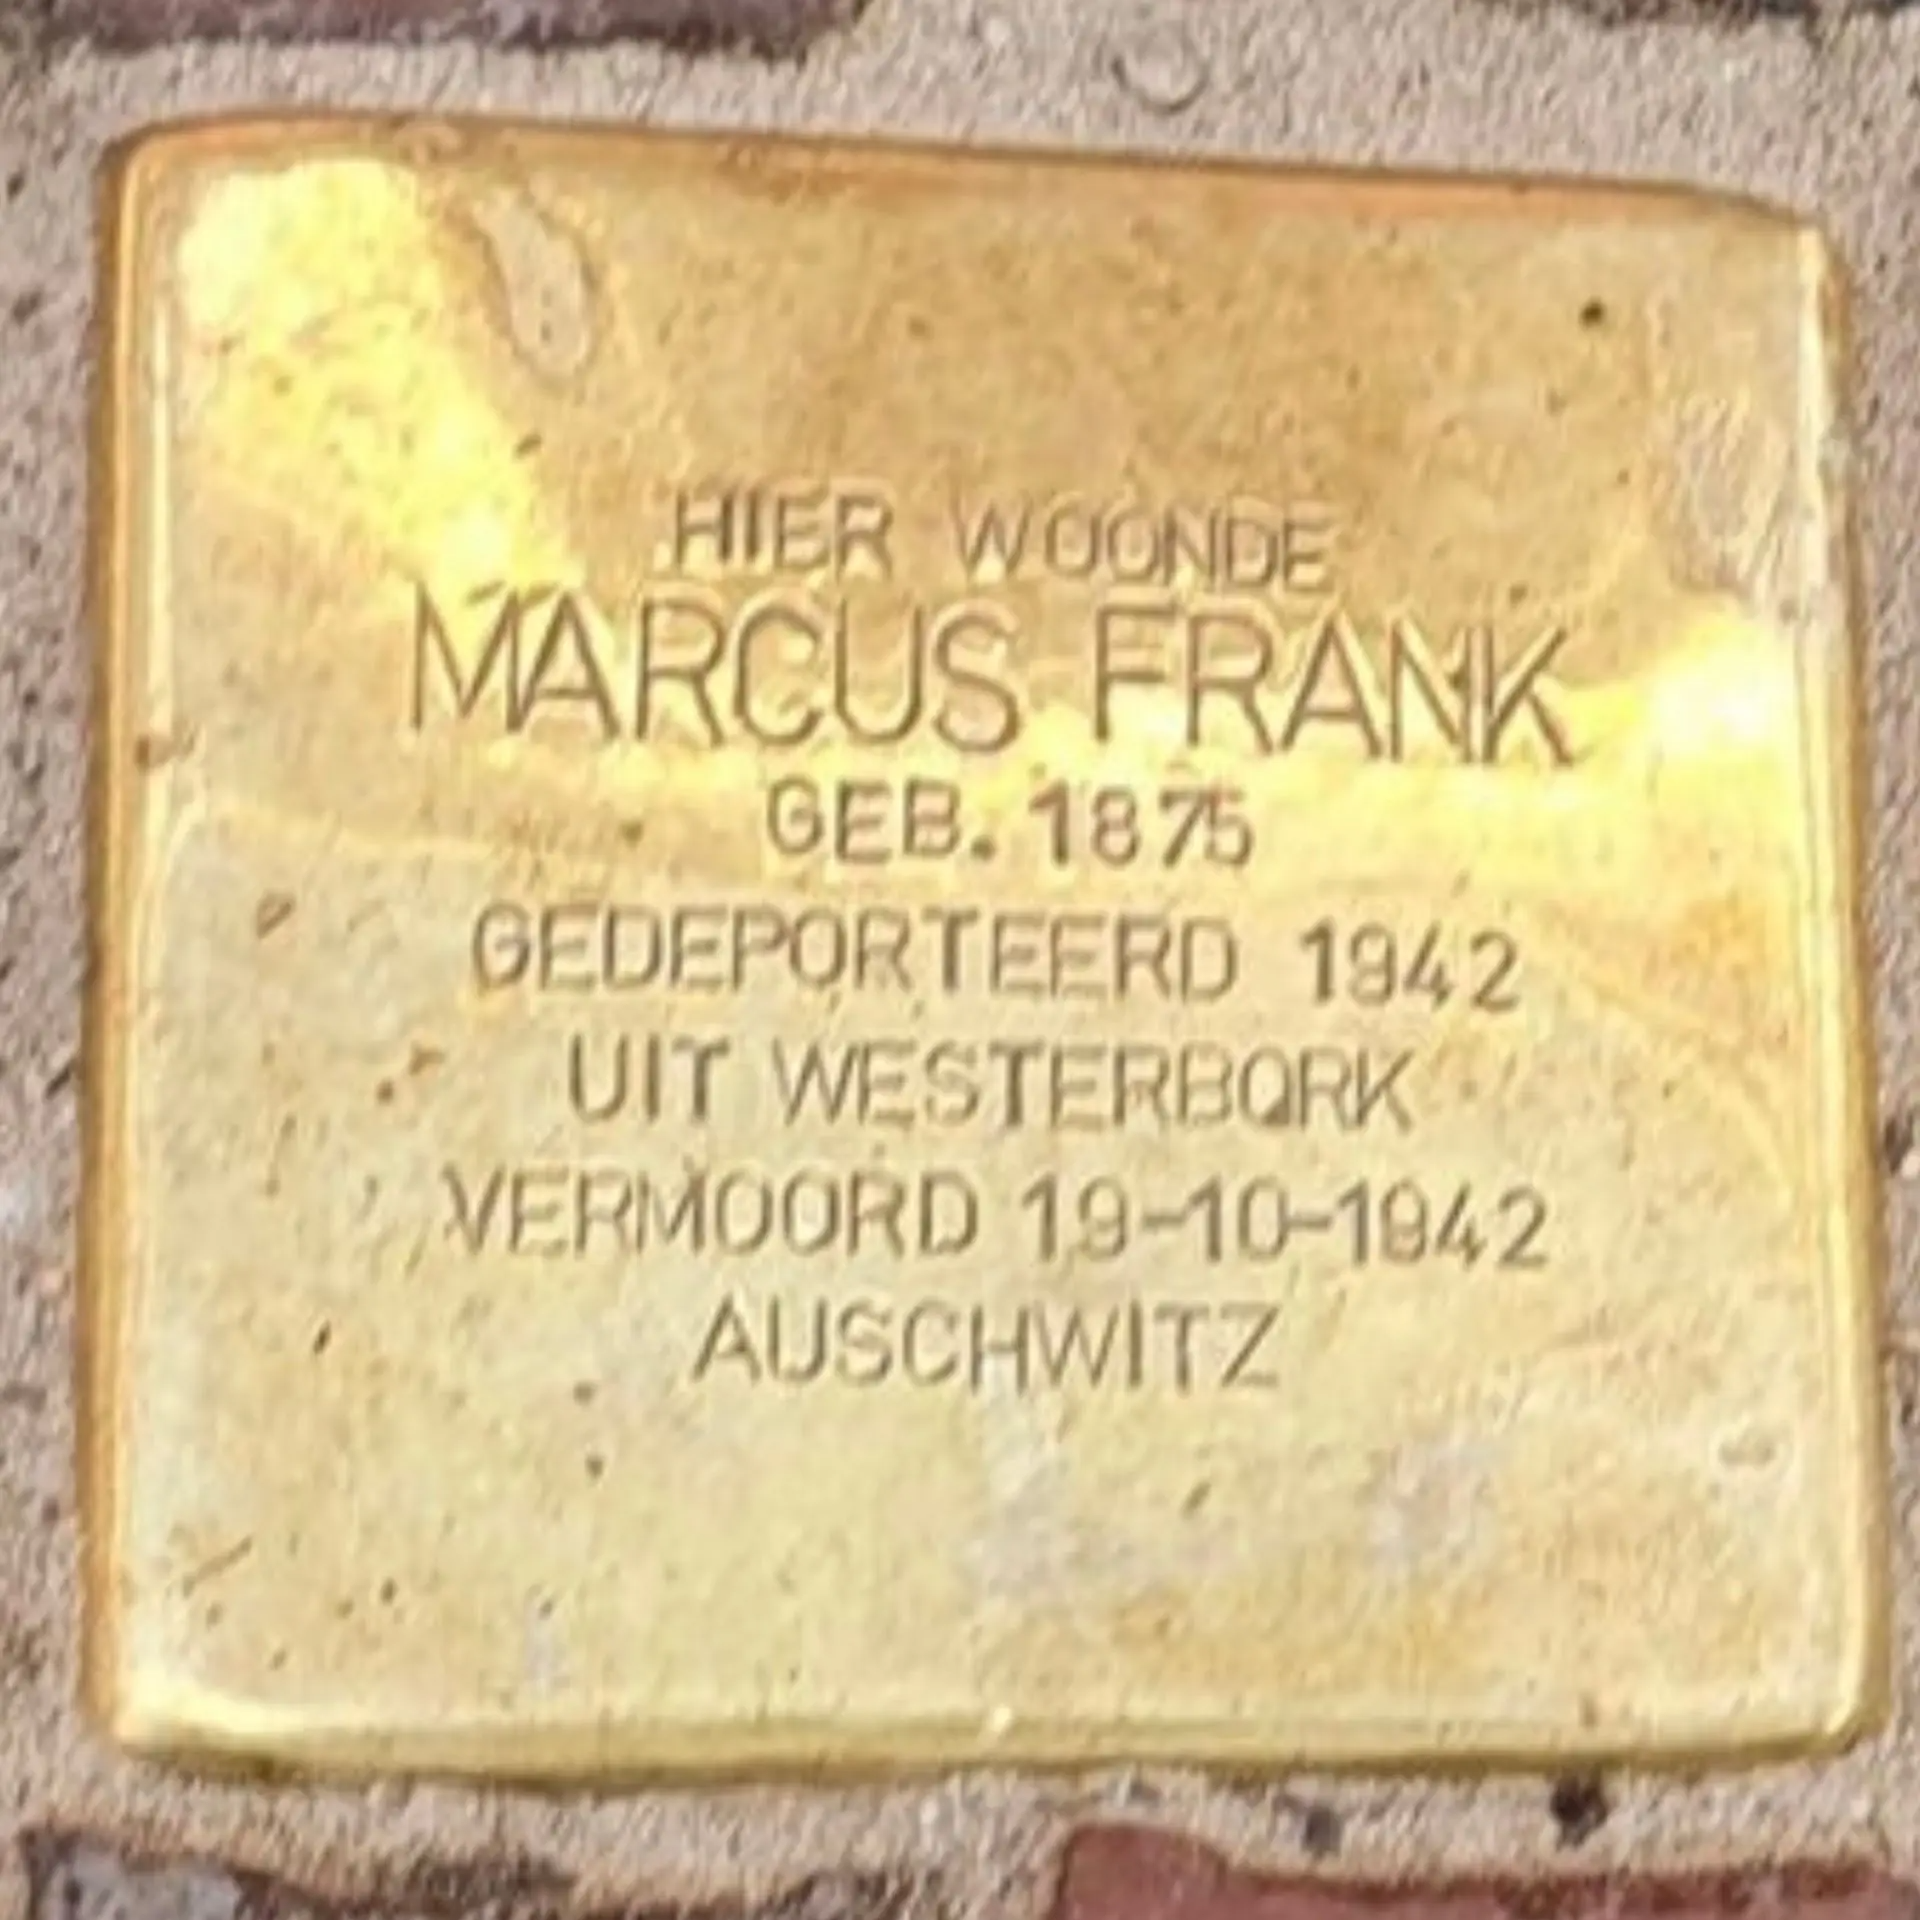 HIER WOONDE
MARCUS FRANK
GEB. 1875
GEDEPORTEERD 1942
UIT WESTERBORK
VERMOORD 19-10-1942
AUSCHWITZ